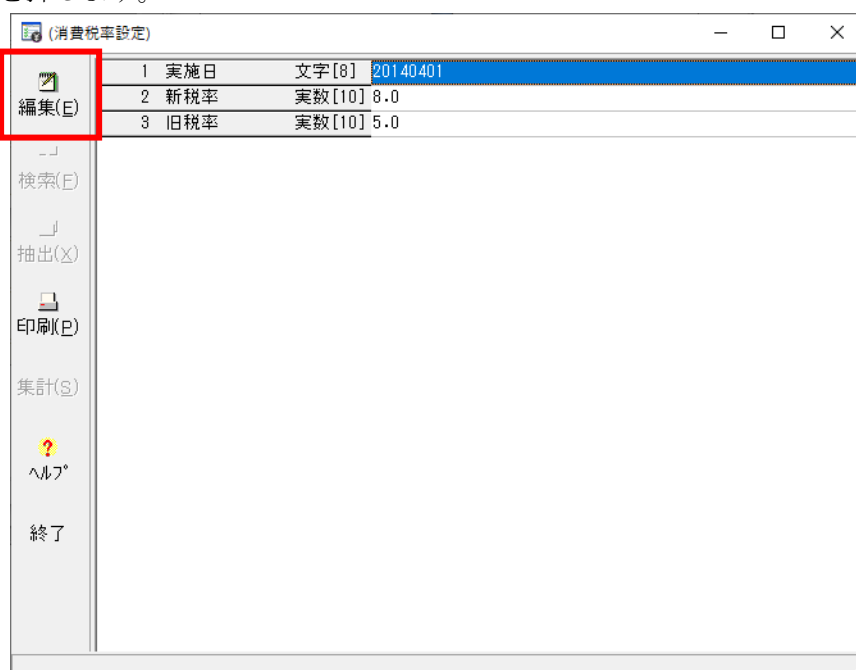 (消費税率設定)
編集(E)
検索(F)
抽出(X)
印刷(P)
集計(S)
ﾍﾙﾌﾟ
終了
1 実施日 文字[8] 20140401
2 新税率 実数[10] 8.0
3 旧税率 実数[10] 5.0